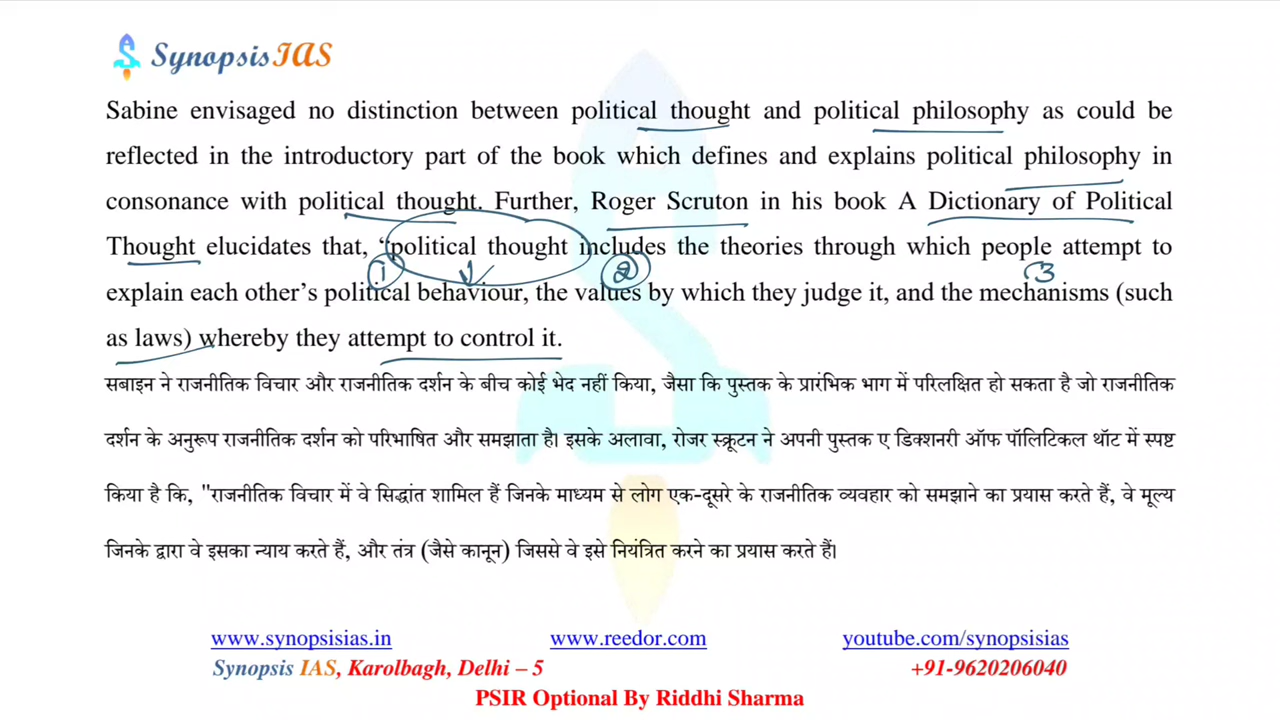 Synopsis IAS
Sabine envisaged no distinction between political thought and political philosophy as could be
reflected in the introductory part of the book which defines and explains political philosophy in
consonance with political thought. Further, Roger Scruton in his book A Dictionary of Political
Thought elucidates that, “political thought includes the theories through which people attempt to
1 2 3
explain each other’s political behaviour, the values by which they judge it, and the mechanisms (such
as laws) whereby they attempt to control it.
सबाइन ने राजनीतिक विचार और राजनीतिक दर्शन के बीच कोई भेद नहीं किया, जैसा कि पुस्तक के प्रारंभिक भाग में परिलक्षित हो सकता है जो राजनीतिक
दर्शन के अनुरूप राजनीतिक दर्शन को परिभाषित और समझाता है। इसके अलावा, रोजर स्क्रूटन ने अपनी पुस्तक ए डिक्शनरी ऑफ पॉलिटिकल थॉट में स्पष्ट
किया है कि, "राजनीतिक विचार में वे सिद्धांत शामिल हैं जिनके माध्यम से लोग एक-दूसरे के राजनीतिक व्यवहार को समझाने का प्रयास करते हैं, वे मूल्य
जिनके द्वारा वे इसका न्याय करते हैं, और तंत्र (जैसे कानून) जिससे वे इसे नियंत्रित करने का प्रयास करते हैं।
www.synopsisias.in www.reedor.com youtube.com/synopsisias
Synopsis IAS, Karolbagh, Delhi – 5 +91-9620206040
PSIR Optional By Riddhi Sharma